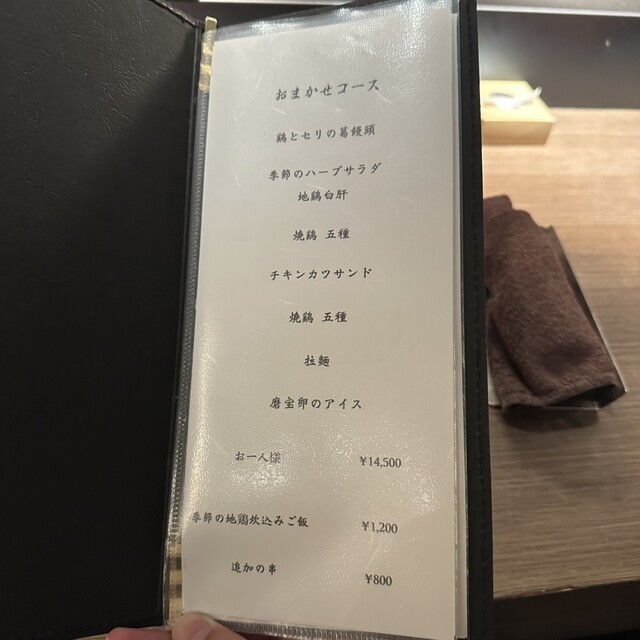 おまかせコース
鶏とセリの葛饅頭
季節のハーブサラダ
地鶏白肝
焼鶏 五種
チキンカツサンド
焼鶏 五種
拉麺
磨宝卵のアイス
お一人様 ¥14,500
季節の地鶏炊込みご飯 ¥1,200
追加の串 ¥800